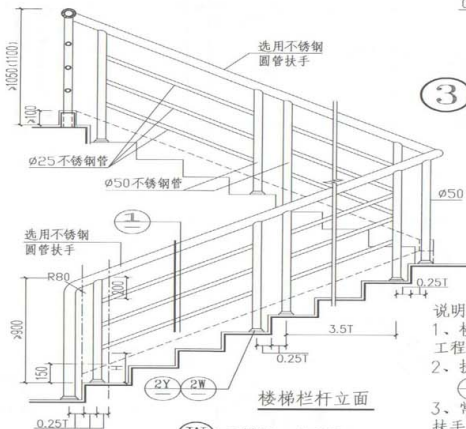 ≥1050(1100)
≥100
选用不锈钢
圆管扶手
3
Ø25不锈钢管
Ø50不锈钢管
1
Ø50
选用不锈钢
圆管扶手
R80
200
≥900
150
H
0.25T
0.25T
3.5T
0.25T
2Y
2W
楼梯栏杆立面
说明
1、
工程
2、
3、
扶手
W